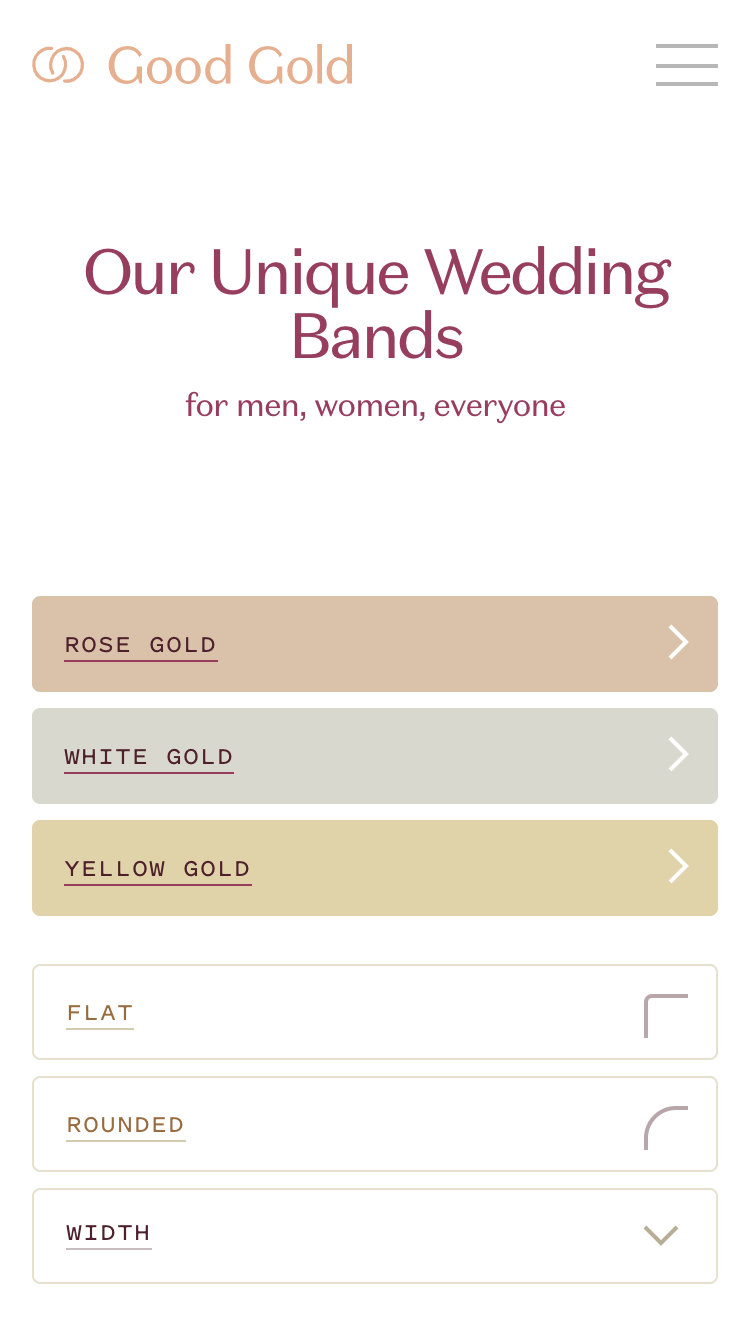 Good Gold
Our Unique Wedding
Bands
for men, women, everyone
ROSE GOLD
WHITE GOLD
YELLOW GOLD
FLAT
ROUNDED
WIDTH